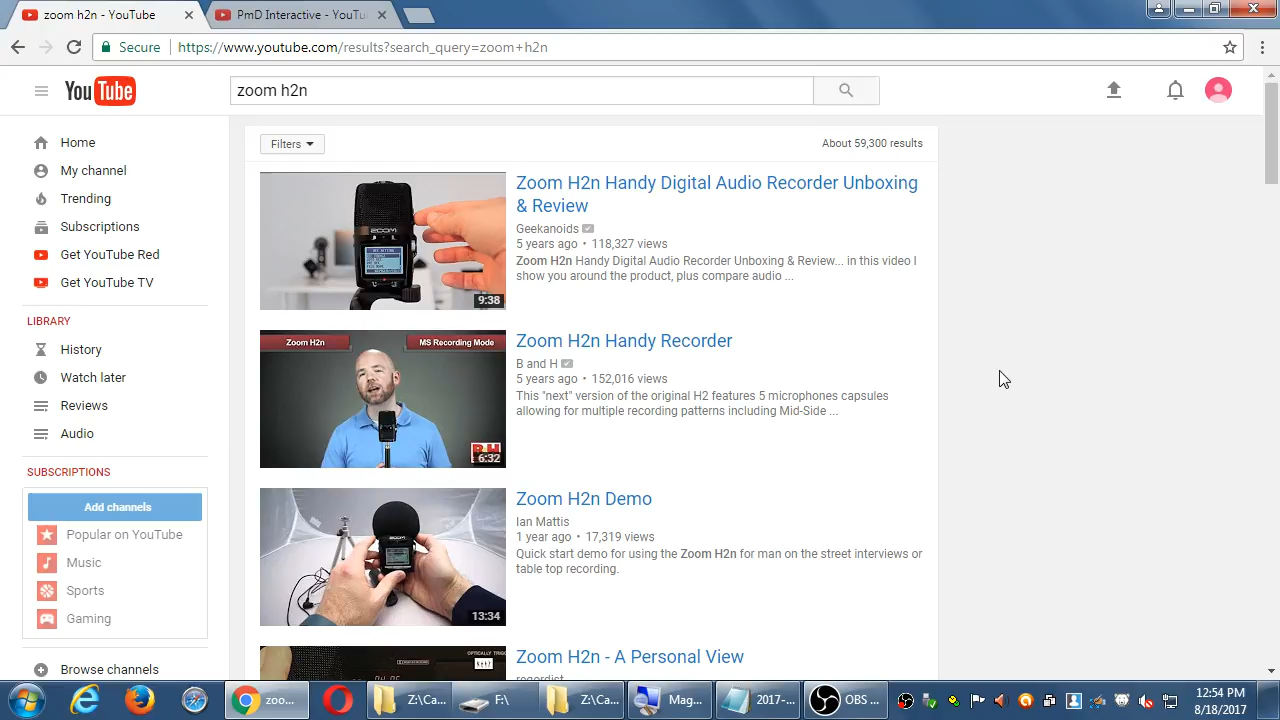 zoom h2n - YouTube
PmD Interactive - YouTu
Secure
https://www.youtube.com/results?search_query=zoom+h2n
YouTube
zoom h2n
Home
My channel
Trending
Subscriptions
Get YouTube Red
Get YouTube TV
LIBRARY
History
Watch later
Reviews
Audio
SUBSCRIPTIONS
Add channels
Popular on YouTube
Music
Sports
Gaming
Browse channels
Filters
About 59,300 results
zoom
9:38
Zoom H2n Handy Digital Audio Recorder Unboxing
& Review
Geekanoids
5 years ago • 118,327 views
Zoom H2n Handy Digital Audio Recorder Unboxing & Review... in this video I
show you around the product, plus compare audio ...
Zoom H2n
MS Recording Mode
6:32
Zoom H2n Handy Recorder
B and H
5 years ago • 152,016 views
This "next" version of the original H2 features 5 microphones capsules
allowing for multiple recording patterns including Mid-Side ...
zoom
13:34
Zoom H2n Demo
Ian Mattis
1 year ago • 17,319 views
Quick start demo for using the Zoom H2n for man on the street interviews or
table top recording.
Zoom H2n - A Personal View
zoo...
Z:\Ca...
F:\
Z:\Ca...
Mag...
2017-...
OBS ...
12:54 PM
8/18/2017